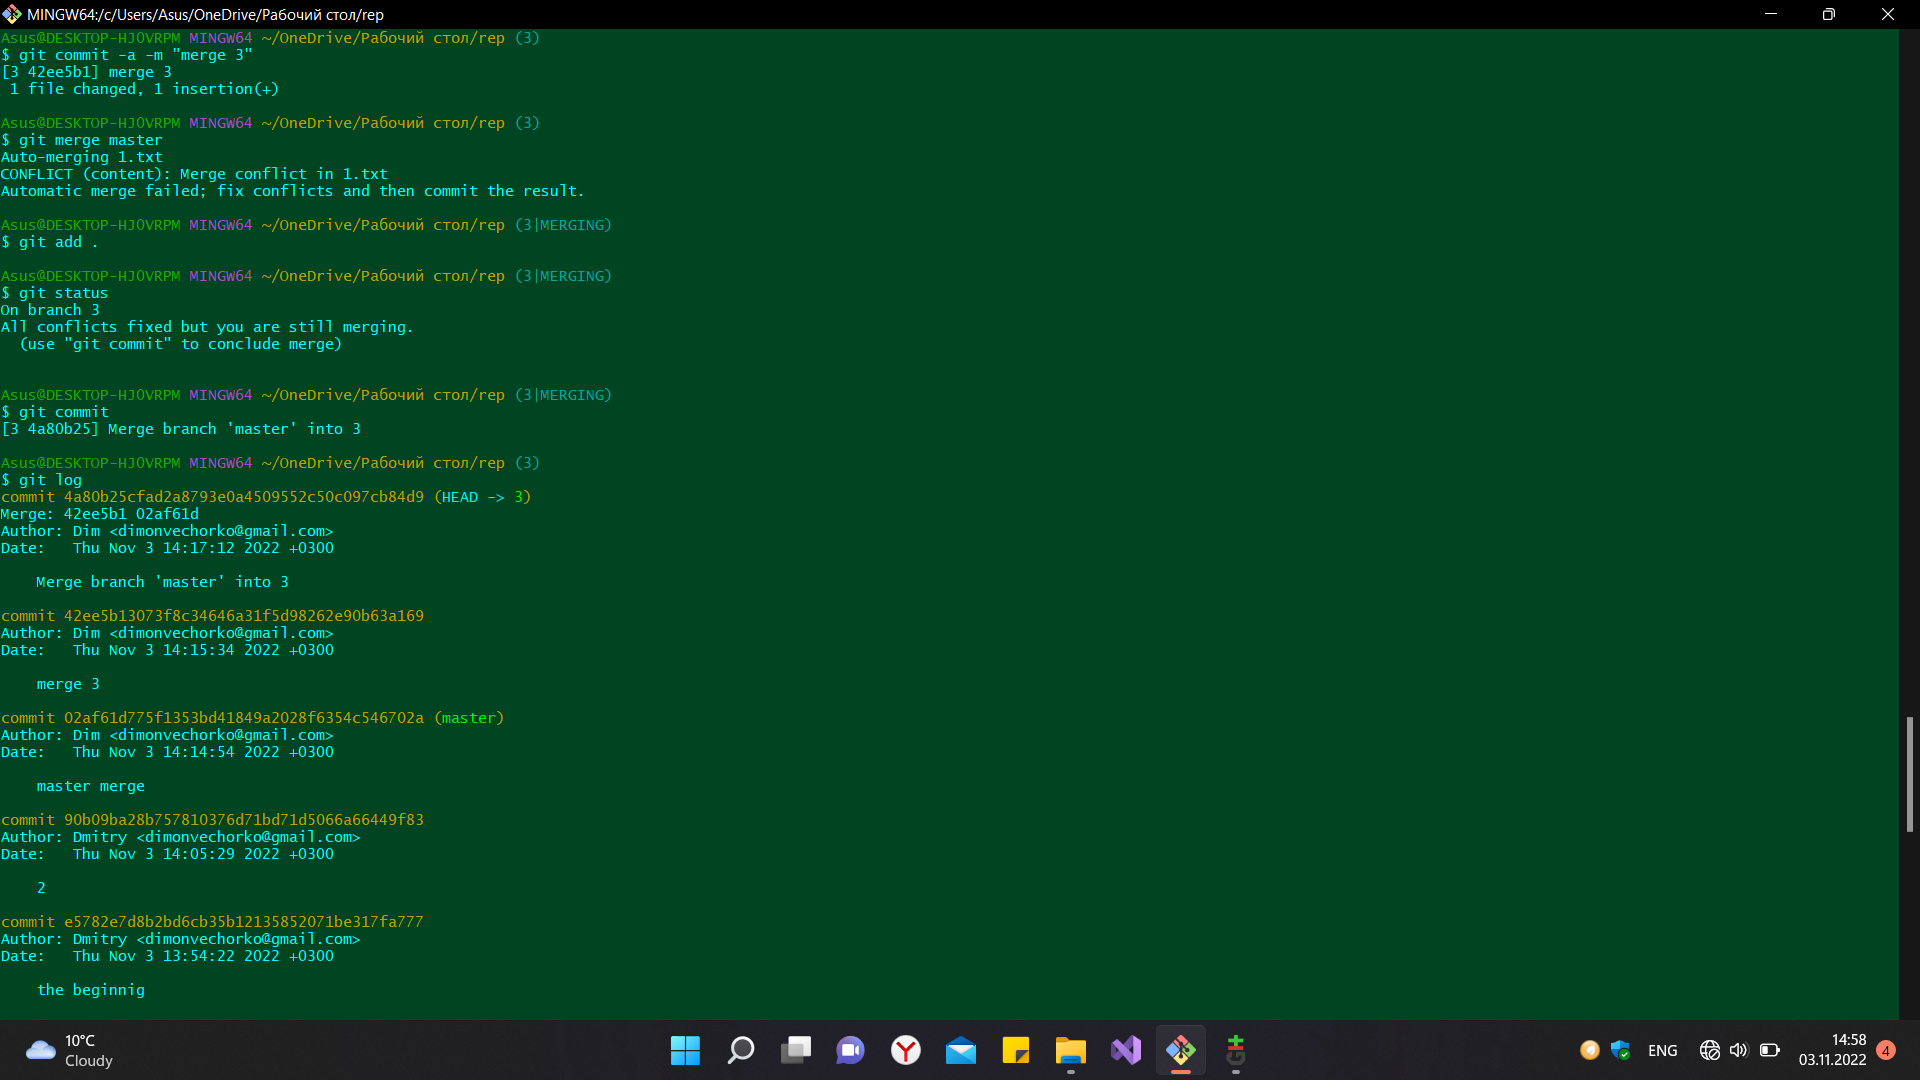 MINGW64:/c/Users/Asus/OneDrive/Рабочий стол/rep
Asus@DESKTOP-HJOVRPM MINGW64 ~/OneDrive/Рабочий стол/rep (3)
$ git commit -a -m "merge 3"
[3 42ee5b1] merge 3
 1 file changed, 1 insertion(+)

Asus@DESKTOP-HJOVRPM MINGW64 ~/OneDrive/Рабочий стол/rep (3)
$ git merge master
Auto-merging 1.txt
CONFLICT (content): Merge conflict in 1.txt
Automatic merge failed; fix conflicts and then commit the result.

Asus@DESKTOP-HJOVRPM MINGW64 ~/OneDrive/Рабочий стол/rep (3|MERGING)
$ git add .

Asus@DESKTOP-HJOVRPM MINGW64 ~/OneDrive/Рабочий стол/rep (3|MERGING)
$ git status
On branch 3
All conflicts fixed but you are still merging.
  (use "git commit" to conclude merge)

Asus@DESKTOP-HJOVRPM MINGW64 ~/OneDrive/Рабочий стол/rep (3|MERGING)
$ git commit
[3 4a80b25] Merge branch 'master' into 3

Asus@DESKTOP-HJOVRPM MINGW64 ~/OneDrive/Рабочий стол/rep (3)
$ git log
commit 4a80b25cfad2a8793e0a4509552c50c097cb84d9 (HEAD -> 3)
Merge: 42ee5b1 02af61d
Author: Dim <dimonvechorko@gmail.com>
Date:   Thu Nov 3 14:17:12 2022 +0300

    Merge branch 'master' into 3

commit 42ee5b13073f8c34646a31f5d98262e90b63a169
Author: Dim <dimonvechorko@gmail.com>
Date:   Thu Nov 3 14:15:34 2022 +0300

    merge 3

commit 02af61d775f1353bd41849a2028f6354c546702a (master)
Author: Dim <dimonvechorko@gmail.com>
Date:   Thu Nov 3 14:14:54 2022 +0300

    master merge

commit 90b09ba28b757810376d71bd71d5066a66449f83
Author: Dmitry <dimonvechorko@gmail.com>
Date:   Thu Nov 3 14:05:29 2022 +0300

    2

commit e5782e7d8b2bd6cb35b12135852071be317fa777
Author: Dmitry <dimonvechorko@gmail.com>
Date:   Thu Nov 3 13:54:22 2022 +0300

    the beginnig

10°C
Cloudy
ENG
14:58
03.11.2022
4